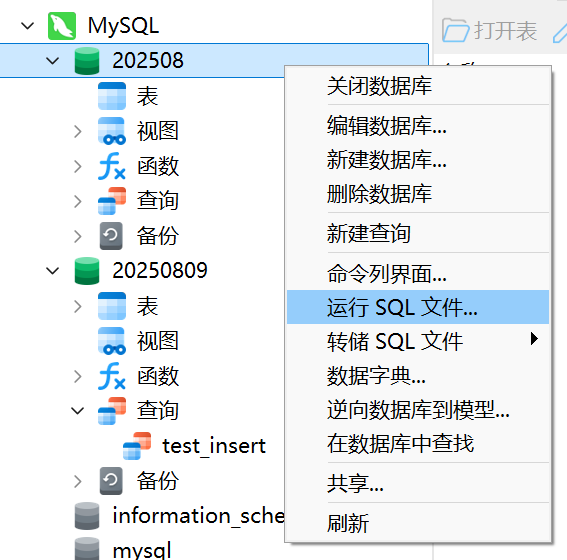 MySQL
打开表
202508
表
视图
函数
查询
备份
20250809
表
视图
函数
查询
test_insert
备份
information_sche
mysql
关闭数据库
编辑数据库...
新建数据库...
删除数据库
新建查询
命令列界面...
运行 SQL 文件...
转储 SQL 文件
数据字典...
逆向数据库到模型...
在数据库中查找
共享...
刷新